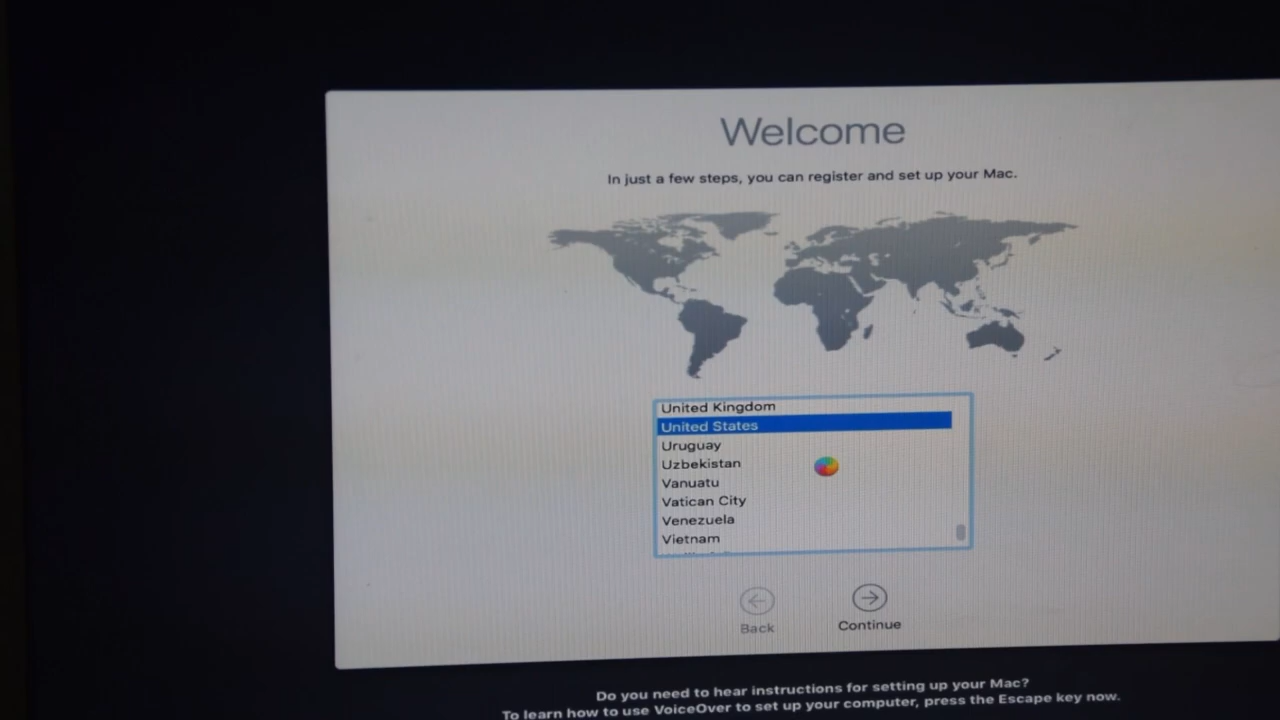 Welcome
In just a few steps, you can register and set up your Mac.
United Kingdom
United States
Uruguay
Uzbekistan
Vanuatu
Vatican City
Venezuela
Vietnam
Back
Continue
Do you need to hear instructions for setting up your Mac?
To learn how to use VoiceOver to set up your computer, press the Escape key now.